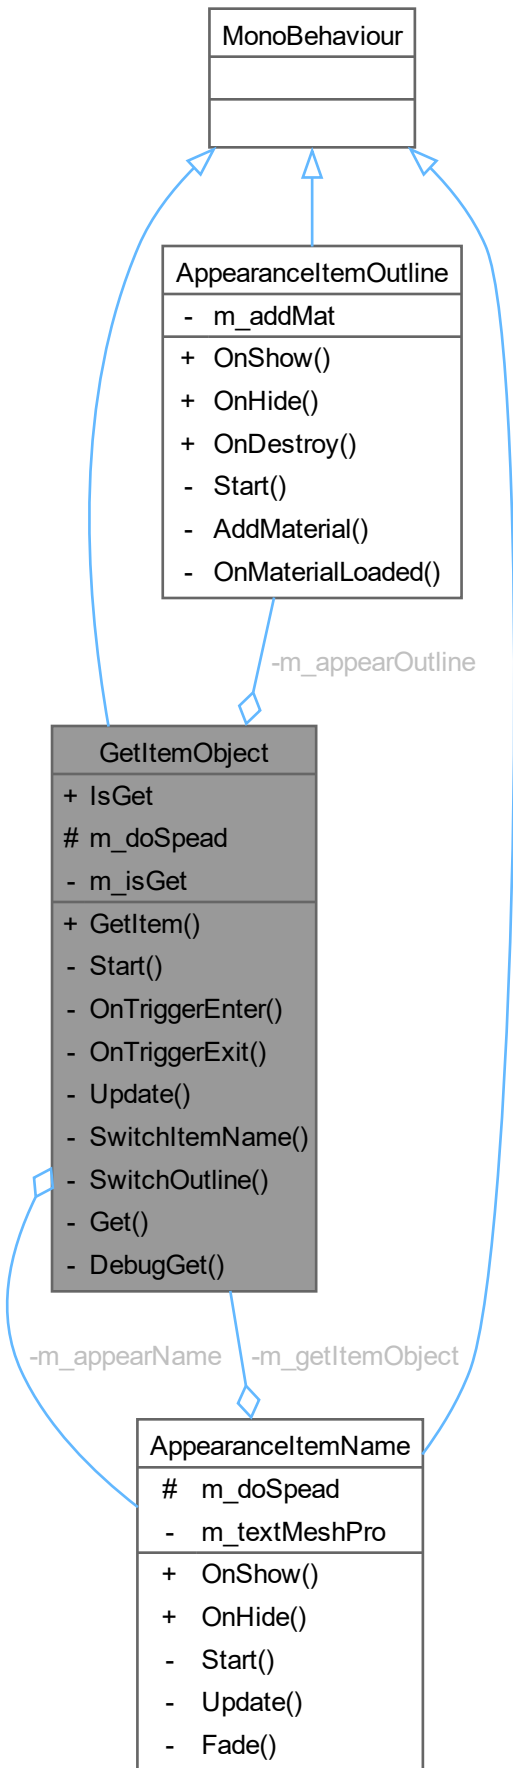 MonoBehaviour
AppearanceItemOutline
- m_addMat
+ OnShow()
+ OnHide()
+ OnDestroy()
- Start()
- AddMaterial()
- OnMaterialLoaded()
-m_appearOutline
GetItemObject
+ IsGet
# m_doSpead
- m_isGet
+ GetItem()
- Start()
- OnTriggerEnter()
- OnTriggerExit()
- Update()
- SwitchItemName()
- SwitchOutline()
- Get()
- DebugGet()
-m_appearName
-m_getItemObject
AppearanceItemName
# m_doSpead
- m_textMeshPro
+ OnShow()
+ OnHide()
- Start()
- Update()
- Fade()